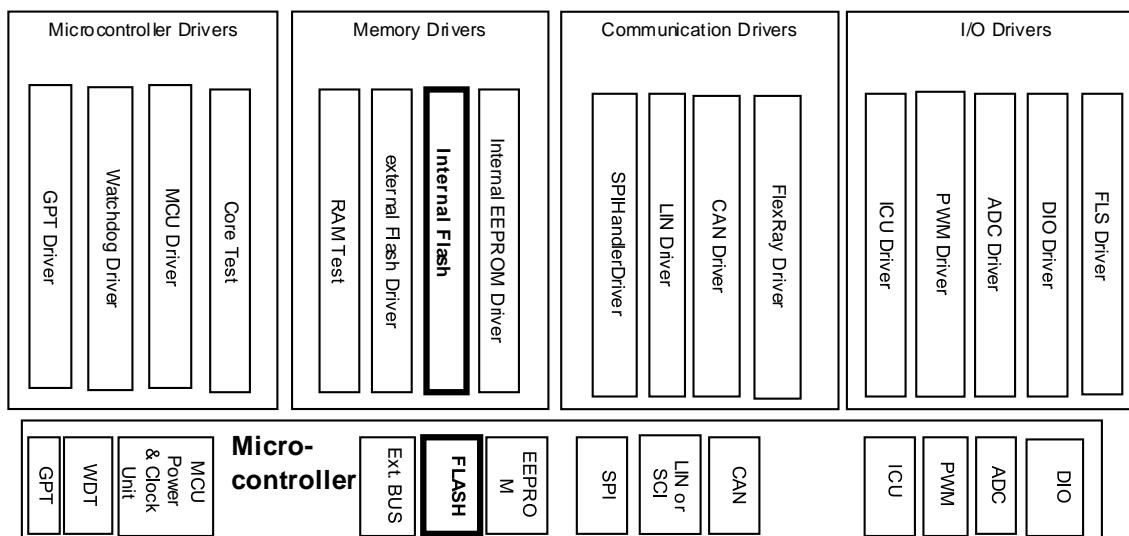 Microcontroller Drivers
Memory Drivers
Communication Drivers
I/O Drivers
GPT Driver
Watchdog Driver
MCU Driver
Core Test
RAM Test
external Flash Driver
Internal Flash
Internal EEPROM Driver
SPIHandlerDriver
LIN Driver
CAN Driver
FlexRay Driver
ICU Driver
PWM Driver
ADC Driver
DIO Driver
FLS Driver
GPT
WDT
MCU
Power
& Clock
Unit
Micro-
controller
Ext. BUS
FLASH
EEPRO
M
SPI
LIN or
SCI
CAN
ICU
PWM
ADC
DIO